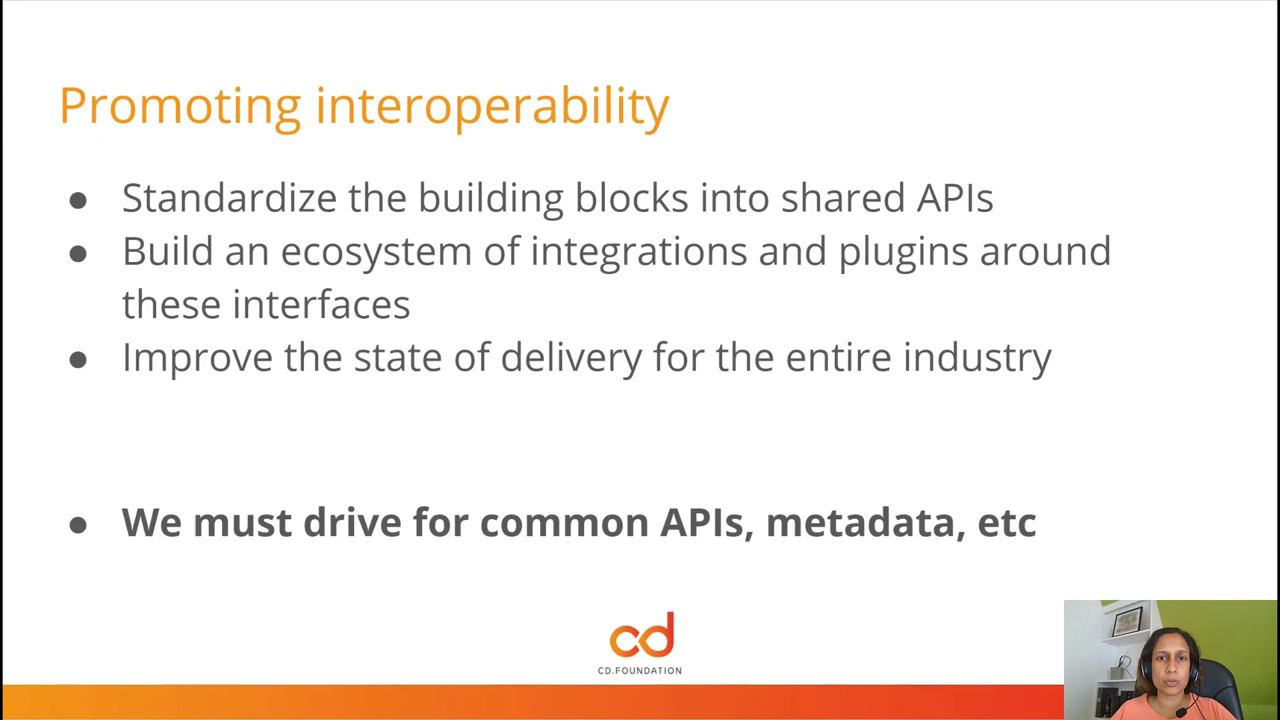 Promoting interoperability
● Standardize the building blocks into shared APIs
● Build an ecosystem of integrations and plugins around
these interfaces
● Improve the state of delivery for the entire industry
● We must drive for common APIs, metadata, etc
cd
CD.FOUNDATION